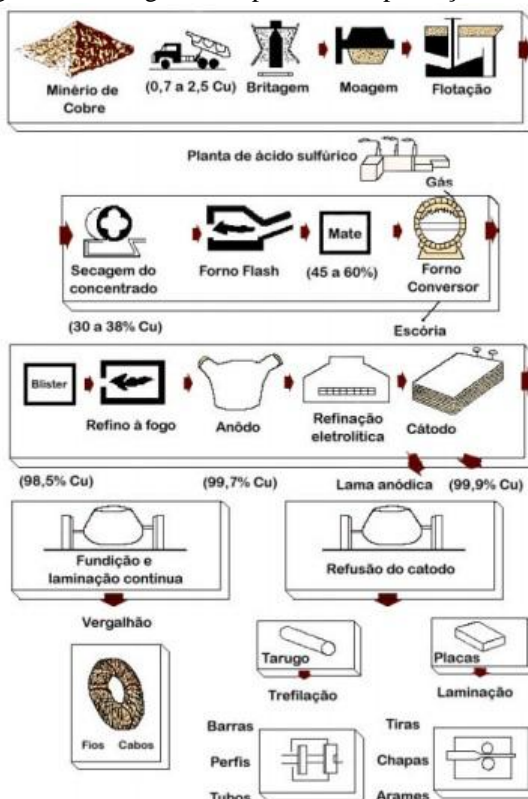 Minério de
Cobre
(0,7 a 2,5 Cu)
Britagem
Moagem
Flotação
Planta de ácido sulfúrico
Gás
Secagem do
concentrado
Forno Flash
Mate
(45 a 60%)
Forno
Conversor
(30 a 38% Cu)
Escória
Blister
Refino à fogo
Anôdo
Refinação
eletrolítica
Cátodo
(98,5% Cu)
(99,7% Cu)
Lama anódica
(99,9% Cu)
Fundição e
laminação contínua
Refusão do catodo
Vergalhão
Tarugo
Placas
Trefilação
Laminação
Fios
Cabos
Barras
Perfis
Tubos
Tiras
Chapas
Arames